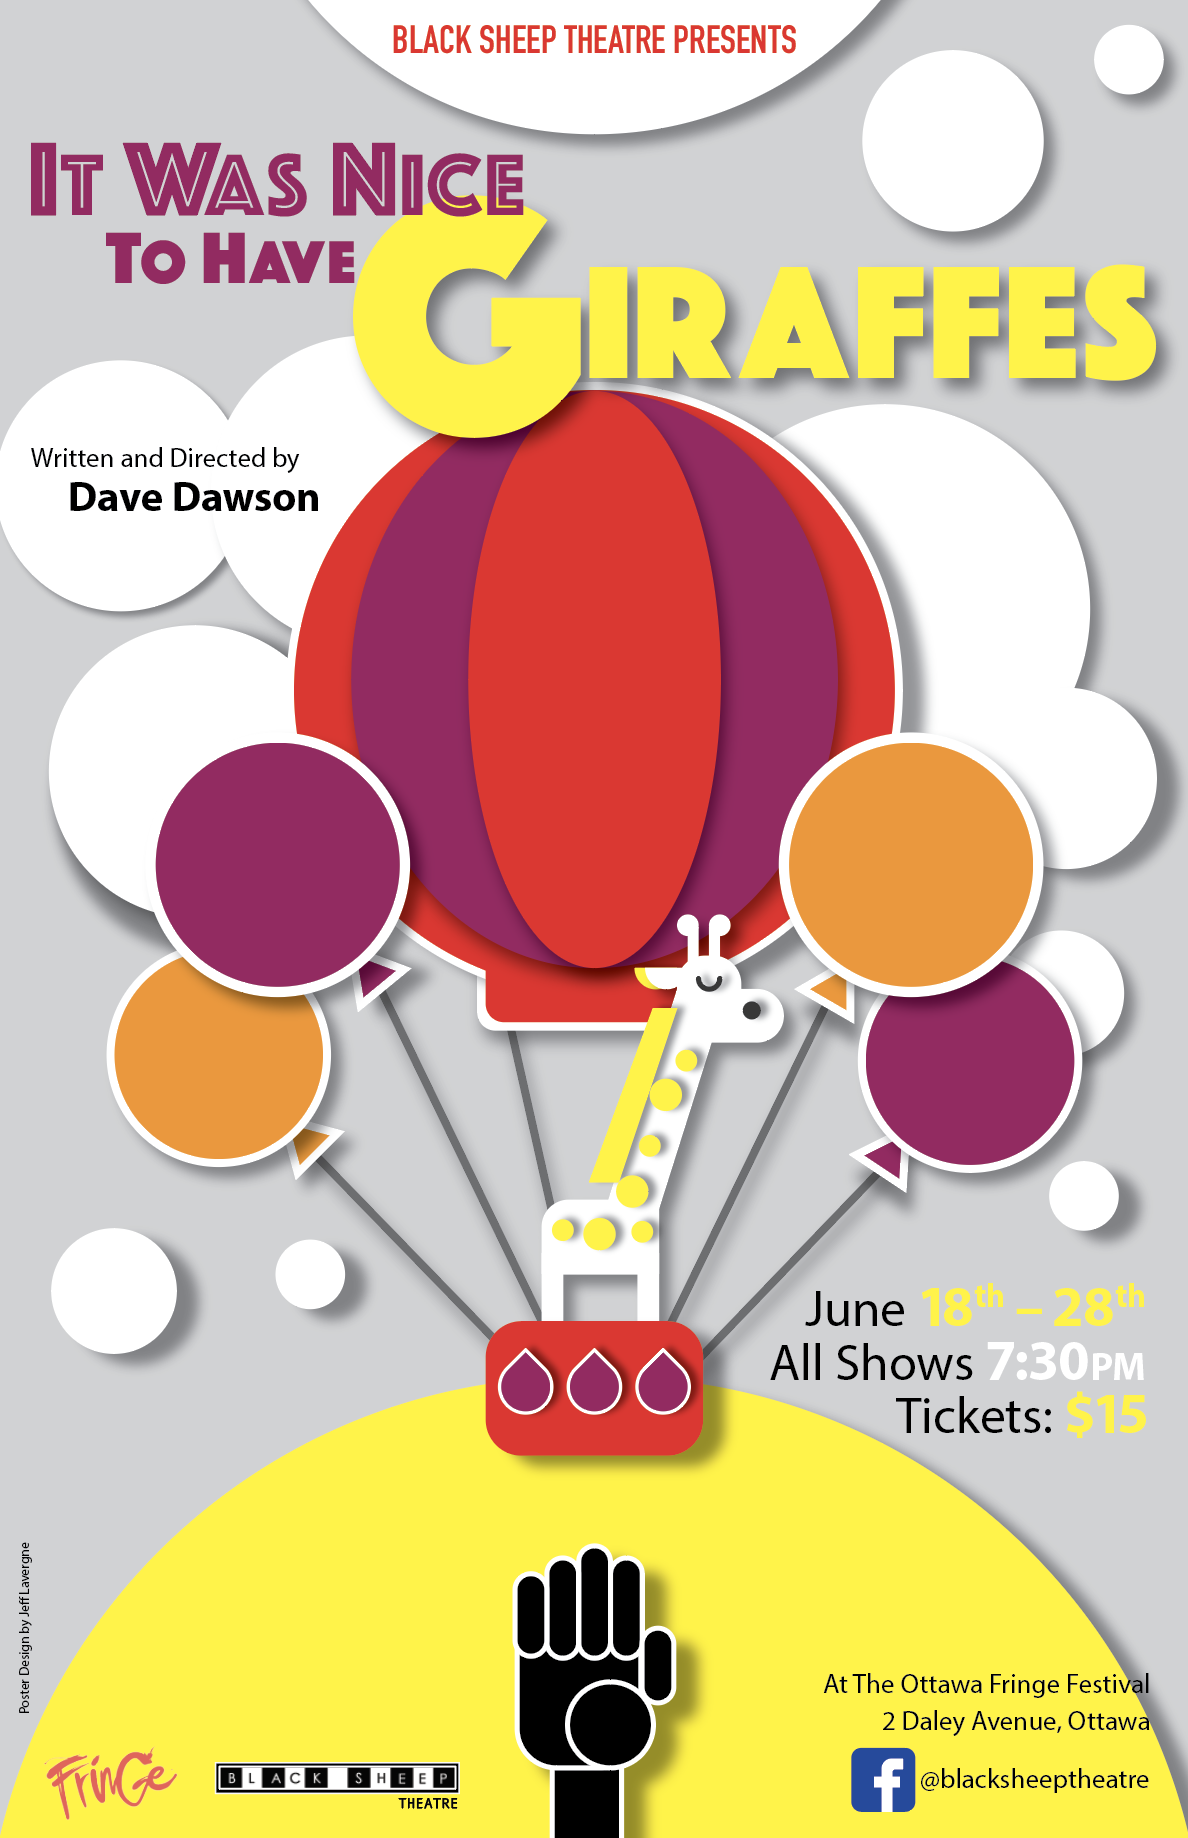 BLACK SHEEP THEATRE PRESENTS
IT WAS NICE
TO HAVE
GIRAFFES
Written and Directed by
Dave Dawson
June 18th – 28th
All Shows 7:30PM
Tickets: $15
Poster Design by Jeff Lavergne
At The Ottawa Fringe Festival
2 Daley Avenue, Ottawa
@blacksheeptheatre
Fringe
BLACK SHEEP
THEATRE